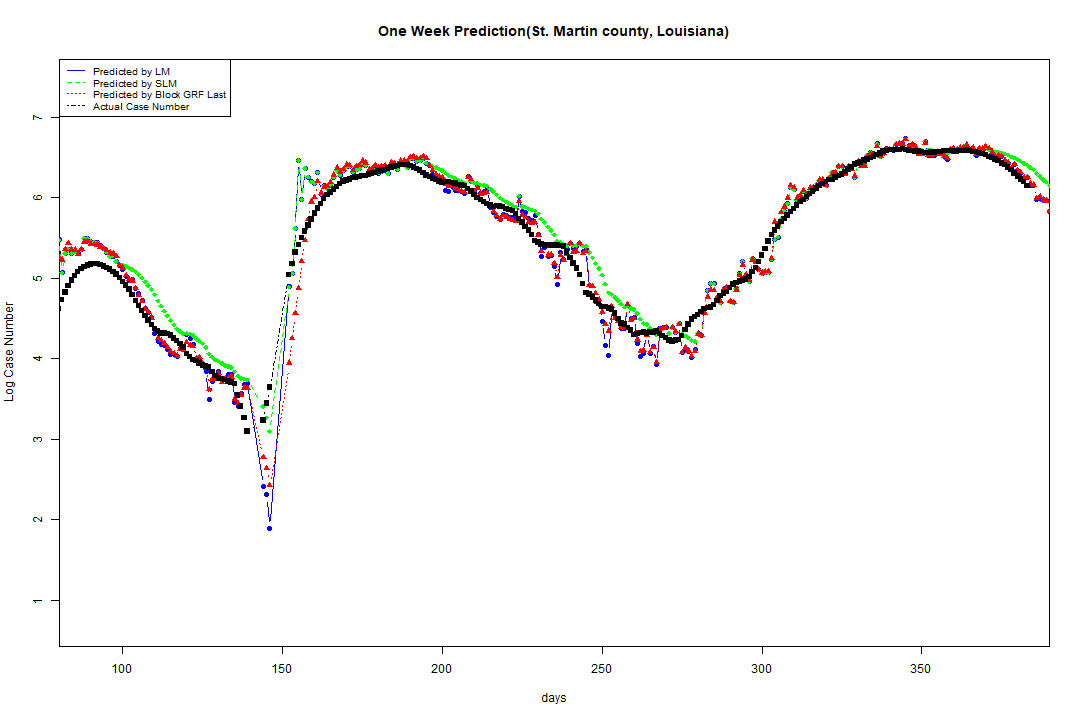 One Week Prediction(St. Martin county, Louisiana)
Predicted by LM
Predicted by SLM
Predicted by Block GRF Last
Actual Case Number
7
6
5
4
3
2
1
Log Case Number
100 150 200 250 300 350
days